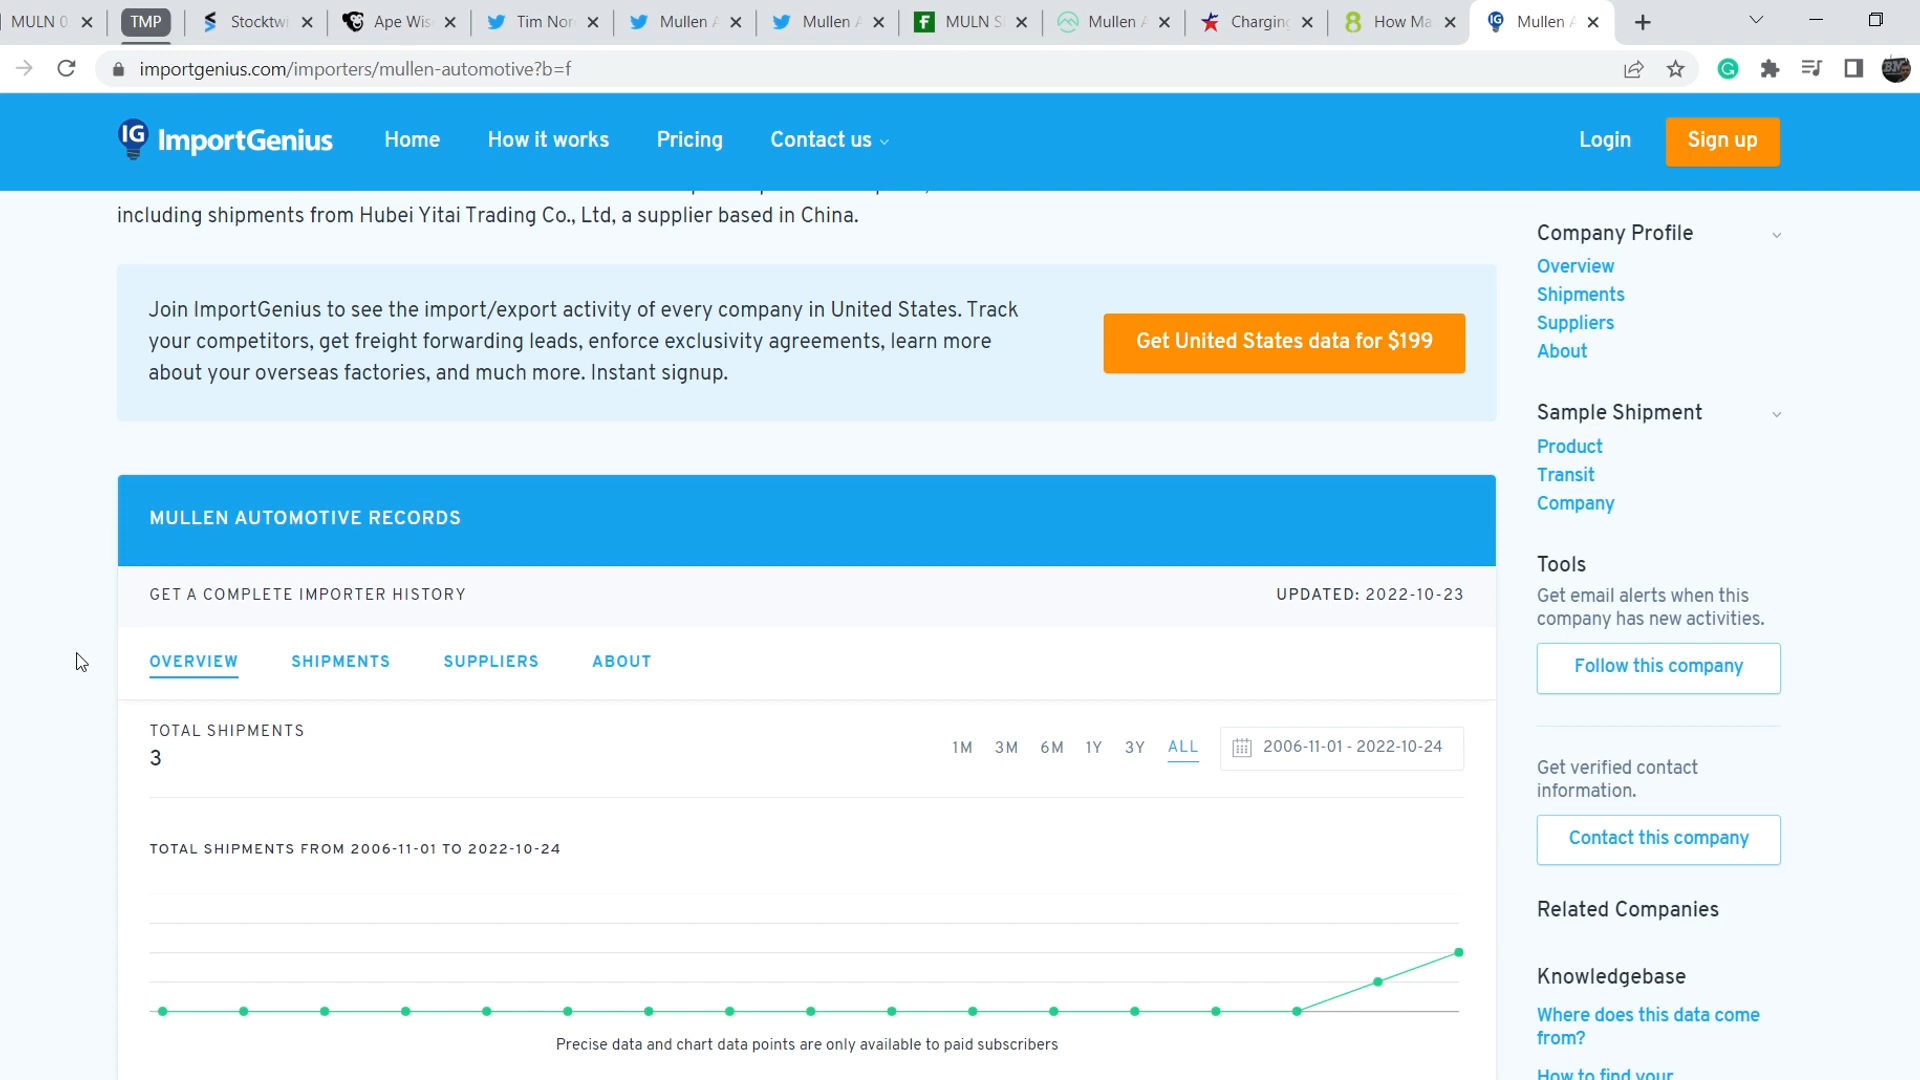 MULN 0
TMP
Stocktwi
Ape Wis
Tim Nor
Mullen A
Mullen A
MULN S
Mullen A
Charging
How Ma
Mullen A
importgenius.com/importers/mullen-automotive?b=f
IG ImportGenius
Home
How it works
Pricing
Contact us
Login
Sign up
including shipments from Hubei Yitai Trading Co., Ltd, a supplier based in China.
Join ImportGenius to see the import/export activity of every company in United States. Track
your competitors, get freight forwarding leads, enforce exclusivity agreements, learn more
about your overseas factories, and much more. Instant signup.
Get United States data for $199
MULLEN AUTOMOTIVE RECORDS
GET A COMPLETE IMPORTER HISTORY
UPDATED: 2022-10-23
OVERVIEW
SHIPMENTS
SUPPLIERS
ABOUT
TOTAL SHIPMENTS
3
1M 3M 6M 1Y 3Y ALL
2006-11-01 - 2022-10-24
TOTAL SHIPMENTS FROM 2006-11-01 TO 2022-10-24
Precise data and chart data points are only available to paid subscribers
Company Profile
Overview
Shipments
Suppliers
About
Sample Shipment
Product
Transit
Company
Tools
Get email alerts when this
company has new activities.
Follow this company
Get verified contact
information.
Contact this company
Related Companies
Knowledgebase
Where does this data come
from?
How to find your